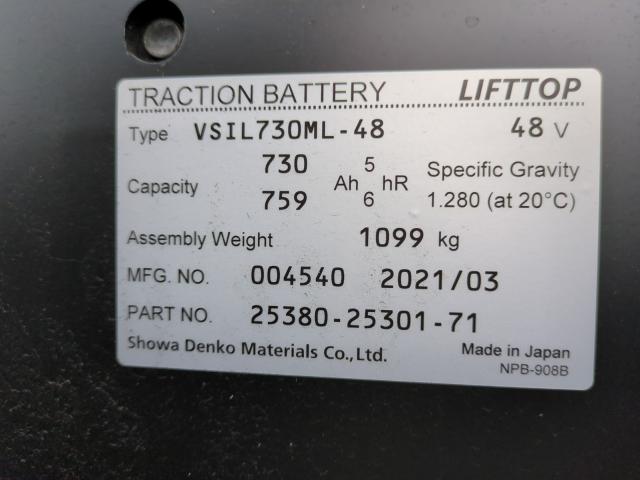 TRACTION BATTERY LIFTTOP
Type VSIL730ML-48 48 V
Capacity 730 Ah 5 hR Specific Gravity
759 6 1.280 (at 20°C)
Assembly Weight 1099 kg
MFG. NO. 004540 2021/03
PART NO. 25380-25301-71
Showa Denko Materials Co., Ltd. Made in Japan
NPB-908B